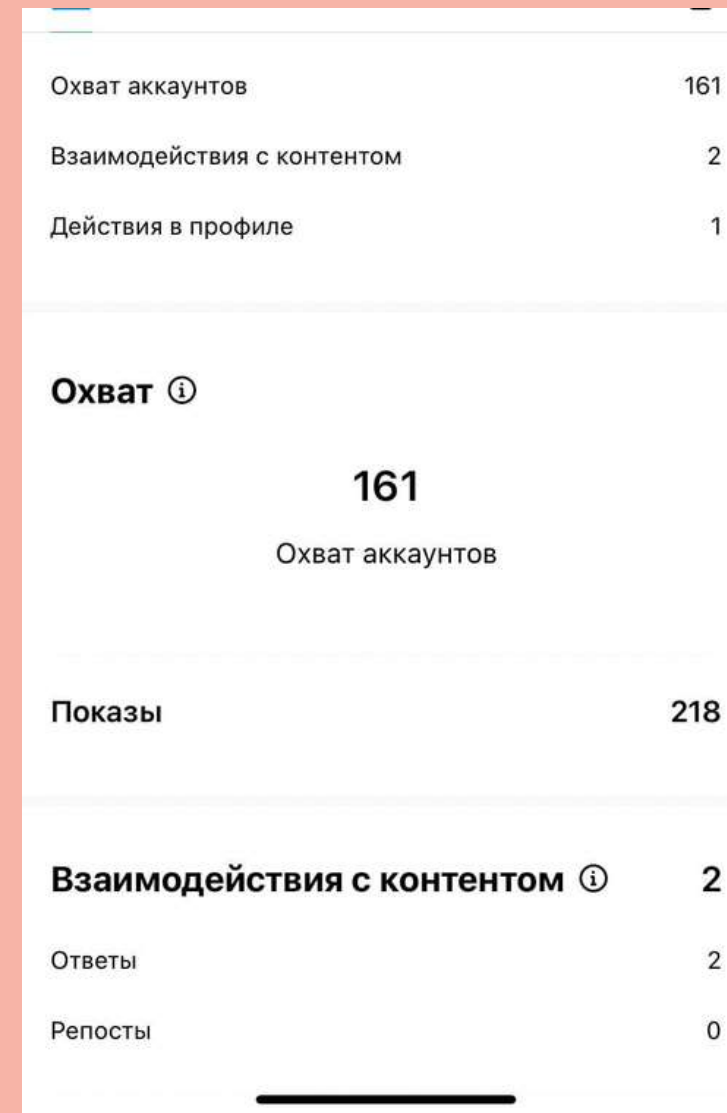 Охват аккаунтов 161
Взаимодействия с контентом 2
Действия в профиле 1
Охват
161
Охват аккаунтов
Показы 218
Взаимодействия с контентом 2
Ответы 2
Репосты 0